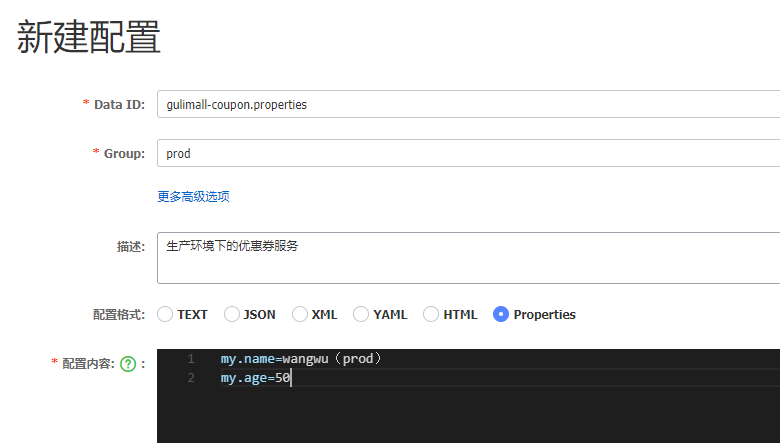 新建配置
* Data ID: gulimall-coupon.properties
* Group: prod
更多高级选项
描述: 生产环境下的优惠券服务
配置格式: TEXT JSON XML YAML HTML Properties
* 配置内容: ? : 1 my.name=wangwu（prod）
2 my.age=50